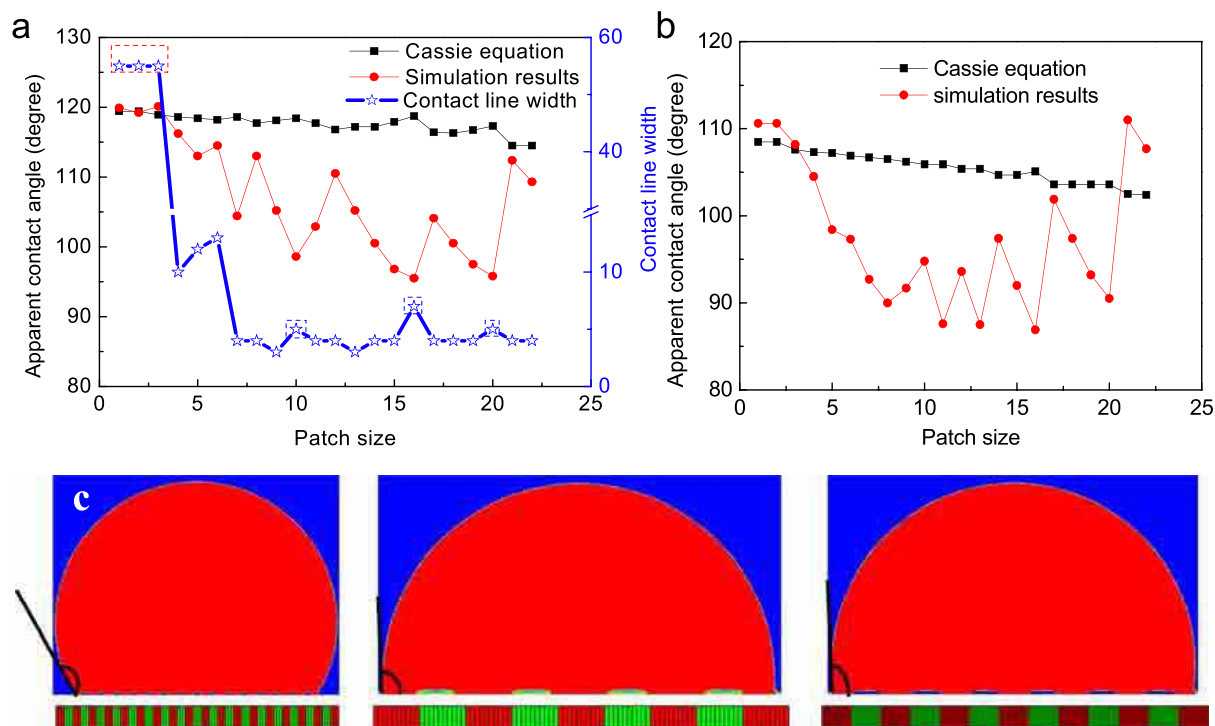 a
130
120
110
100
90
80
0
5
10
15
20
25
Patch size
Apparent contact angle (degree)
Cassie equation
Simulation results
Contact line width
60
40
10
0
Contact line width
b
120
110
100
90
80
0
5
10
15
20
25
Patch size
Apparent contact angle (degree)
Cassie equation
simulation results
c